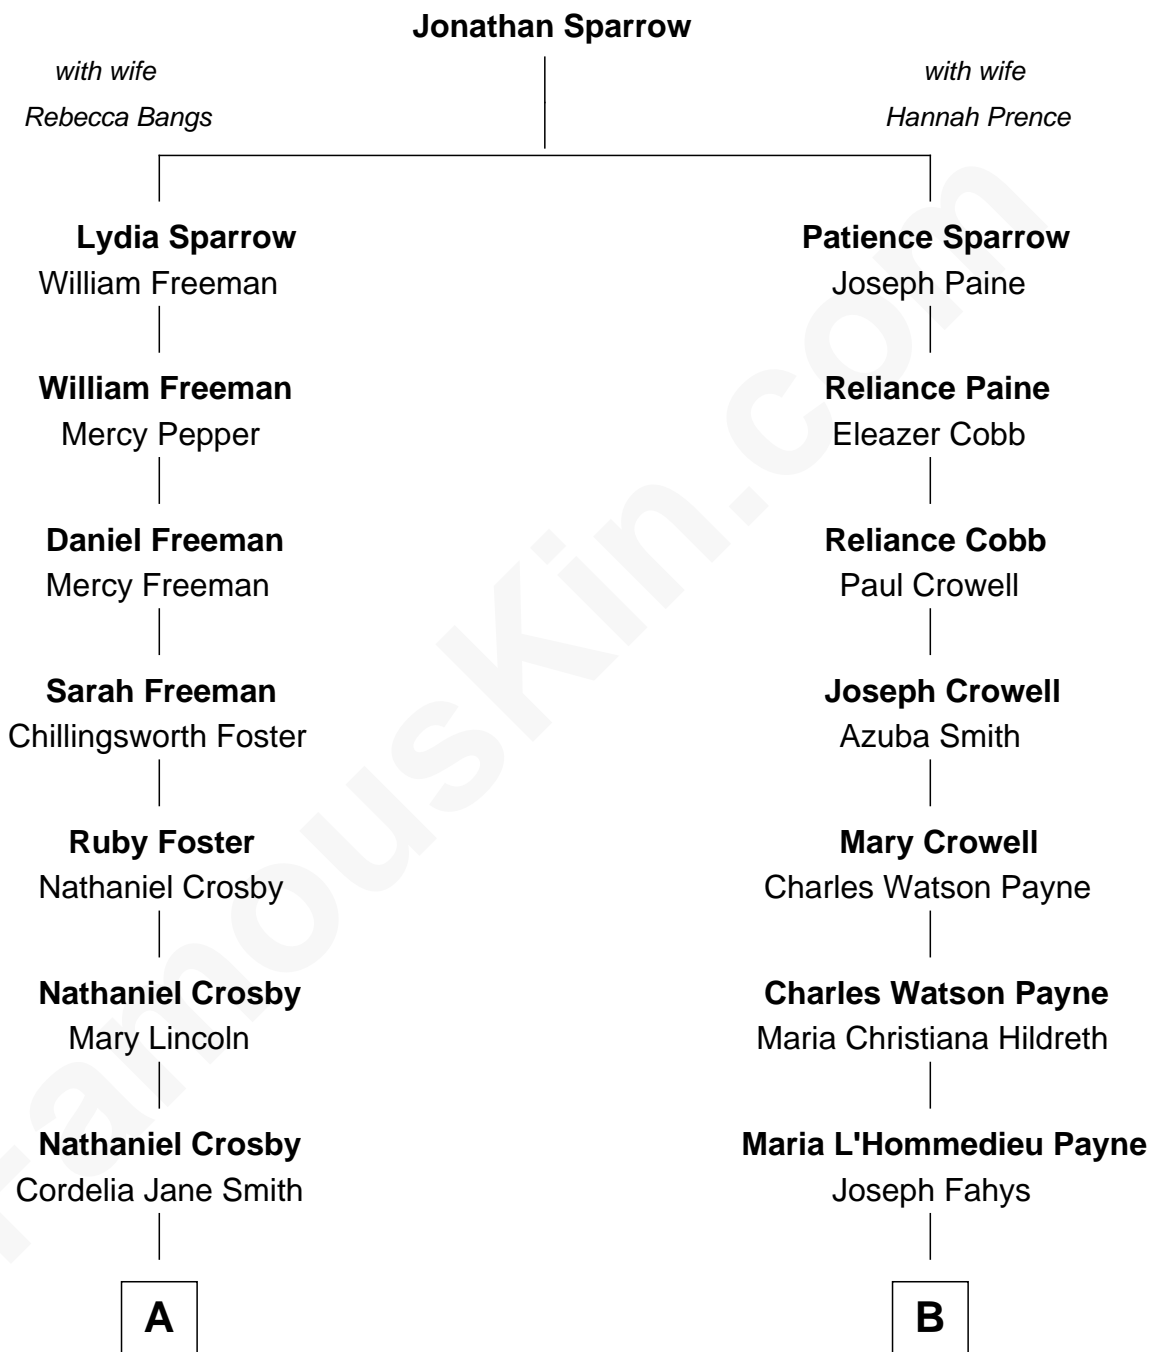 Jonathan Sparrow
with wife
Rebecca Bangs
with wife
Hannah Prence
Lydia Sparrow
William Freeman
Patience Sparrow
Joseph Paine
William Freeman
Mercy Pepper
Reliance Paine
Eleazer Cobb
Daniel Freeman
Mercy Freeman
Reliance Cobb
Paul Crowell
Sarah Freeman
Chillingsworth Foster
Joseph Crowell
Azuba Smith
Ruby Foster
Nathaniel Crosby
Mary Crowell
Charles Watson Payne
Nathaniel Crosby
Mary Lincoln
Charles Watson Payne
Maria Christiana Hildreth
Nathaniel Crosby
Cordelia Jane Smith
Maria L'Hommedieu Payne
Joseph Fahys
A
B
FamousKin.com